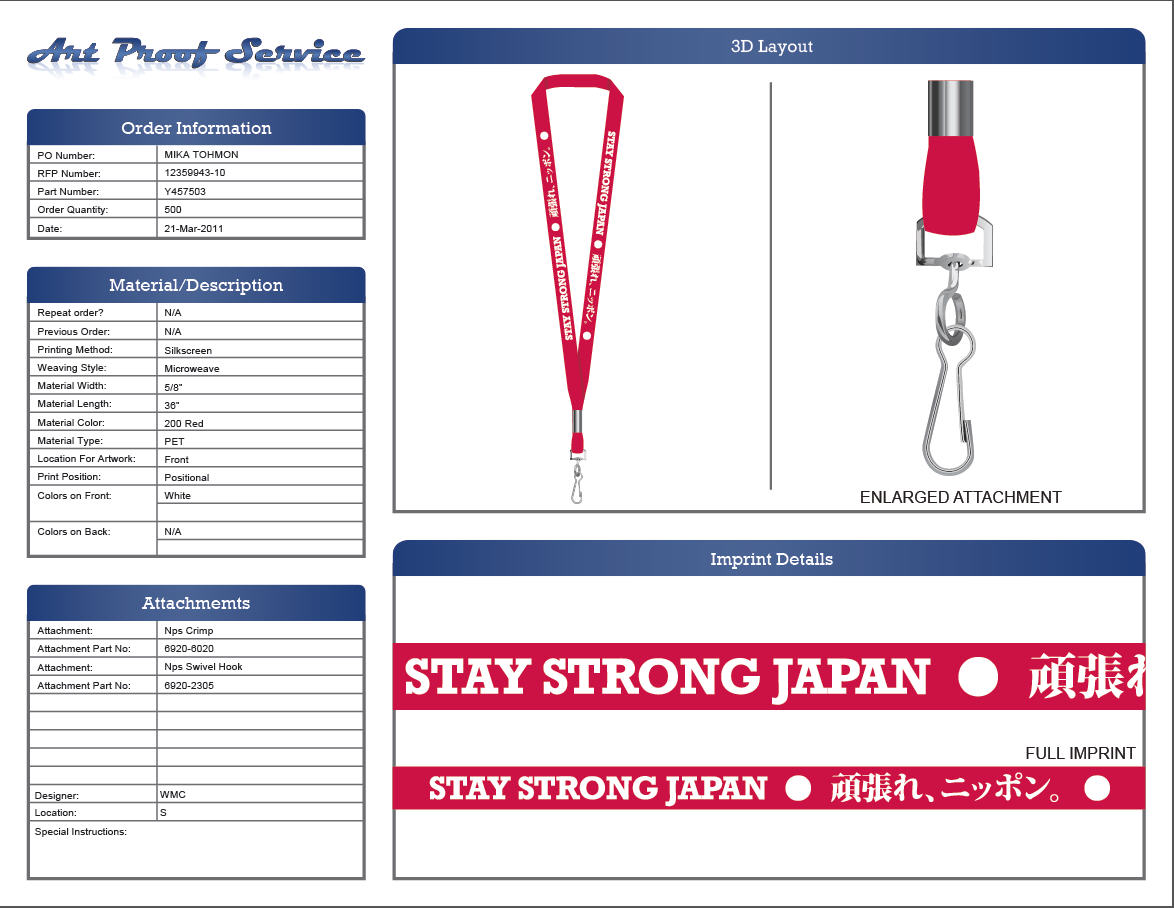 Art Proof Service
Order Information
PO Number: MIKA TOHMON
RFP Number: 12359943-10
Part Number: Y457503
Order Quantity: 500
Date: 21-Mar-2011
Material/Description
Repeat order? N/A
Previous Order: N/A
Printing Method: Silkscreen
Weaving Style: Microweave
Material Width: 5/8"
Material Length: 36"
Material Color: 200 Red
Material Type: PET
Location For Artwork: Front
Print Position: Positional
Colors on Front: White
Colors on Back: N/A
Attachmemts
Attachment: Nps Crimp
Attachment Part No: 6920-6020
Attachment: Nps Swivel Hook
Attachment Part No: 6920-2305
Designer: WMC
Location: S
Special Instructions:
3D Layout
STAY STRONG JAPAN ● 頑張れ、ニッポン。 ●
STAY STRONG JAPAN ● 頑張れ、ニッポン。 ●
ENLARGED ATTACHMENT
Imprint Details
STAY STRONG JAPAN ● 頑張れ
FULL IMPRINT
STAY STRONG JAPAN ● 頑張れ、ニッポン。 ●